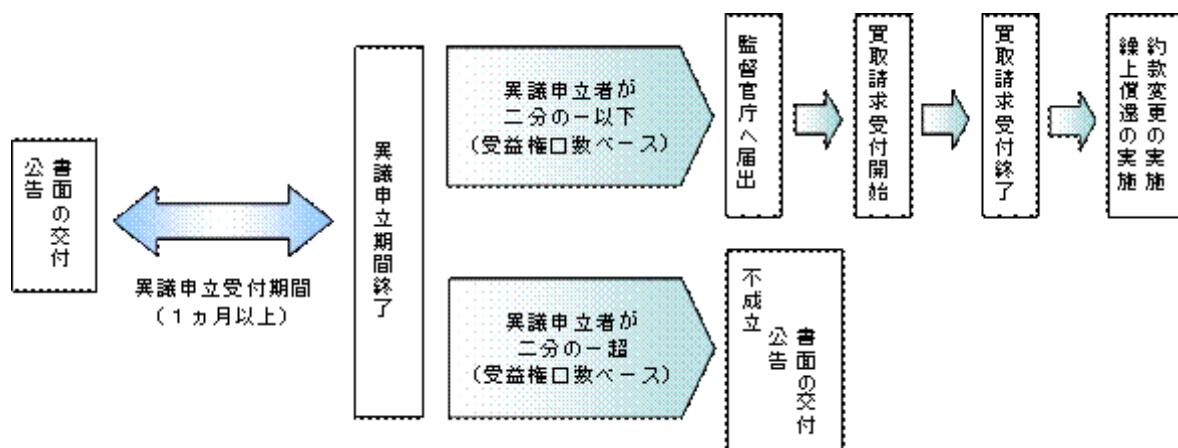 書面の交付
公告
異議申立受付期間
(1ヵ月以上)
異議申立期間終了
異議申立者が
二分の一以下
(受益権口数ベース)
監督官庁へ届出
買取請求受付開始
買取請求受付終了
約款変更の実施
繰上償還の実施
異議申立者が
二分の一超
(受益権口数ベース)
不成立
書面の交付
公告